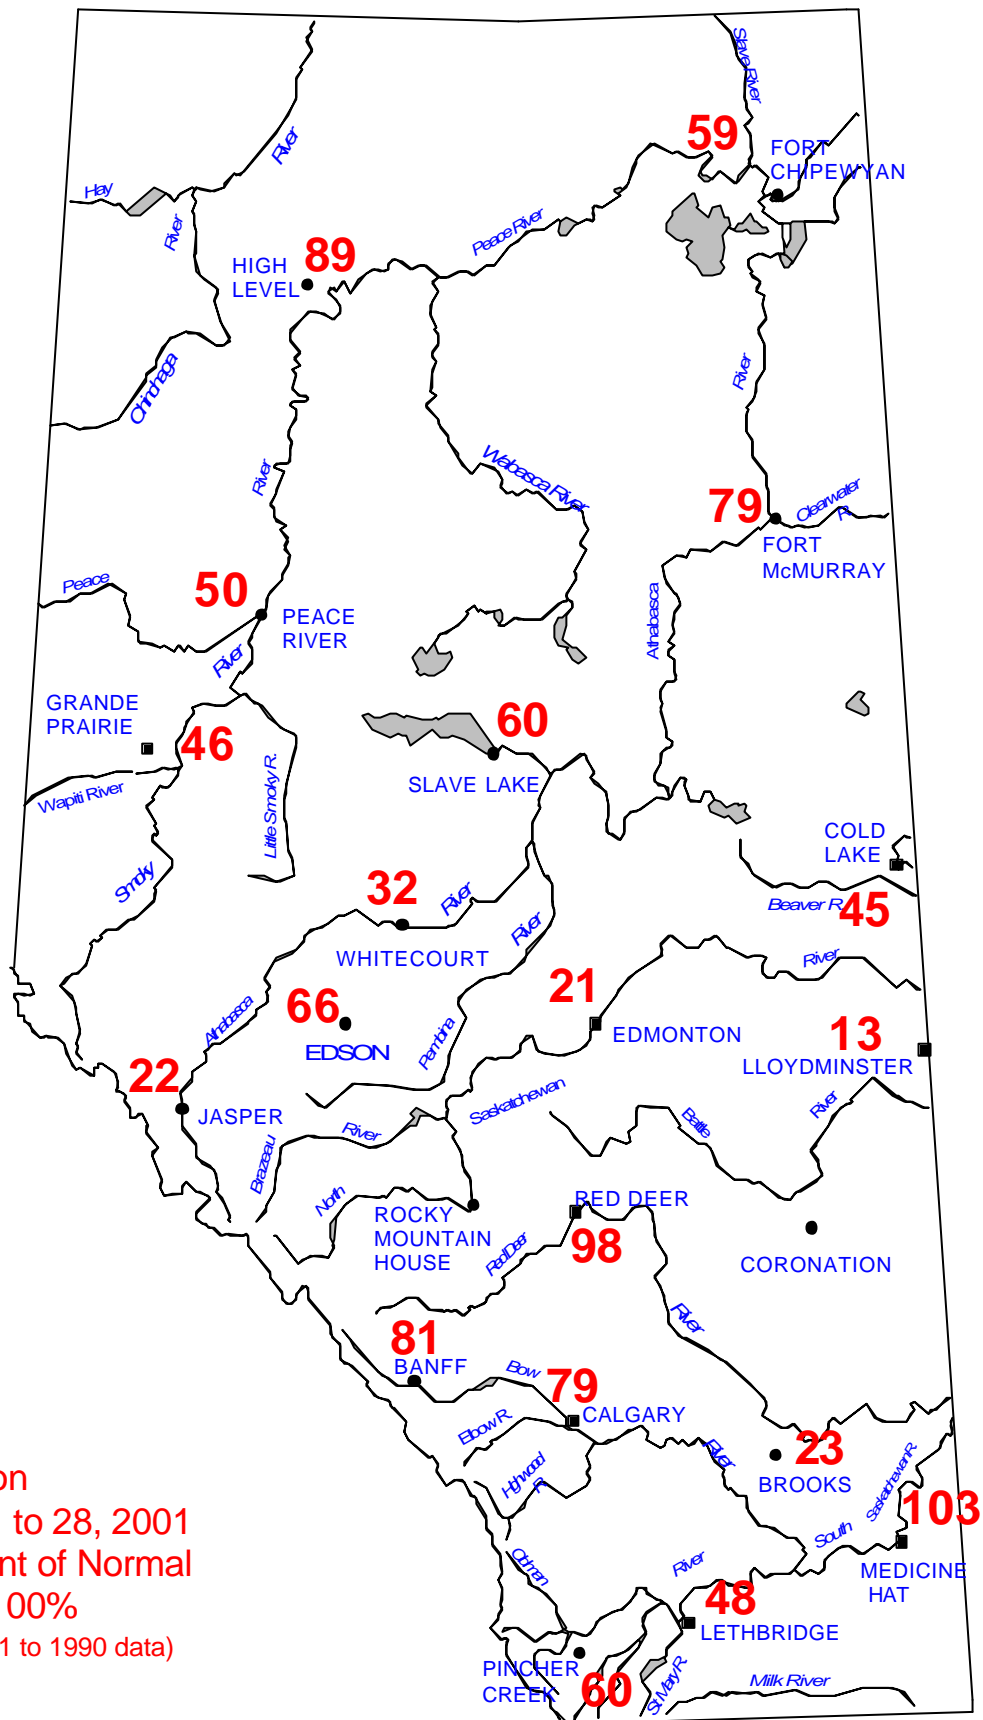 Slave River
59
FORT
CHIPEWYAN
Hay
River
River
Peace River
HIGH
LEVEL
89
Chinchaga
River
River
Wabasca River
79
Clearwater
R.
FORT
McMURRAY
Peace
50
PEACE
RIVER
River
Athabasca
GRANDE
PRAIRIE
46
60
SLAVE LAKE
Wapiti River
Little Smoky R.
Smoky
COLD
LAKE
Beaver R.
45
32
River
WHITECOURT
River
River
Athabasca
66
EDSON
Pembina
21
EDMONTON
13
LLOYDMINSTER
22
JASPER
Saskatchewan
River
Battle
River
Brazeau
North
ROCKY
MOUNTAIN
HOUSE
RED DEER
98
Red Deer
CORONATION
River
81
BANFF
Bow
79
CALGARY
Elbow R.
Highwood
R.
River
23
BROOKS
Saskatchewan R.
103
South
MEDICINE
HAT
Oldman
River
48
LETHBRIDGE
PINCHER
CREEK
60
St Mary R.
Milk River
on
to 28, 2001
nt of Normal
00%
1 to 1990 data)